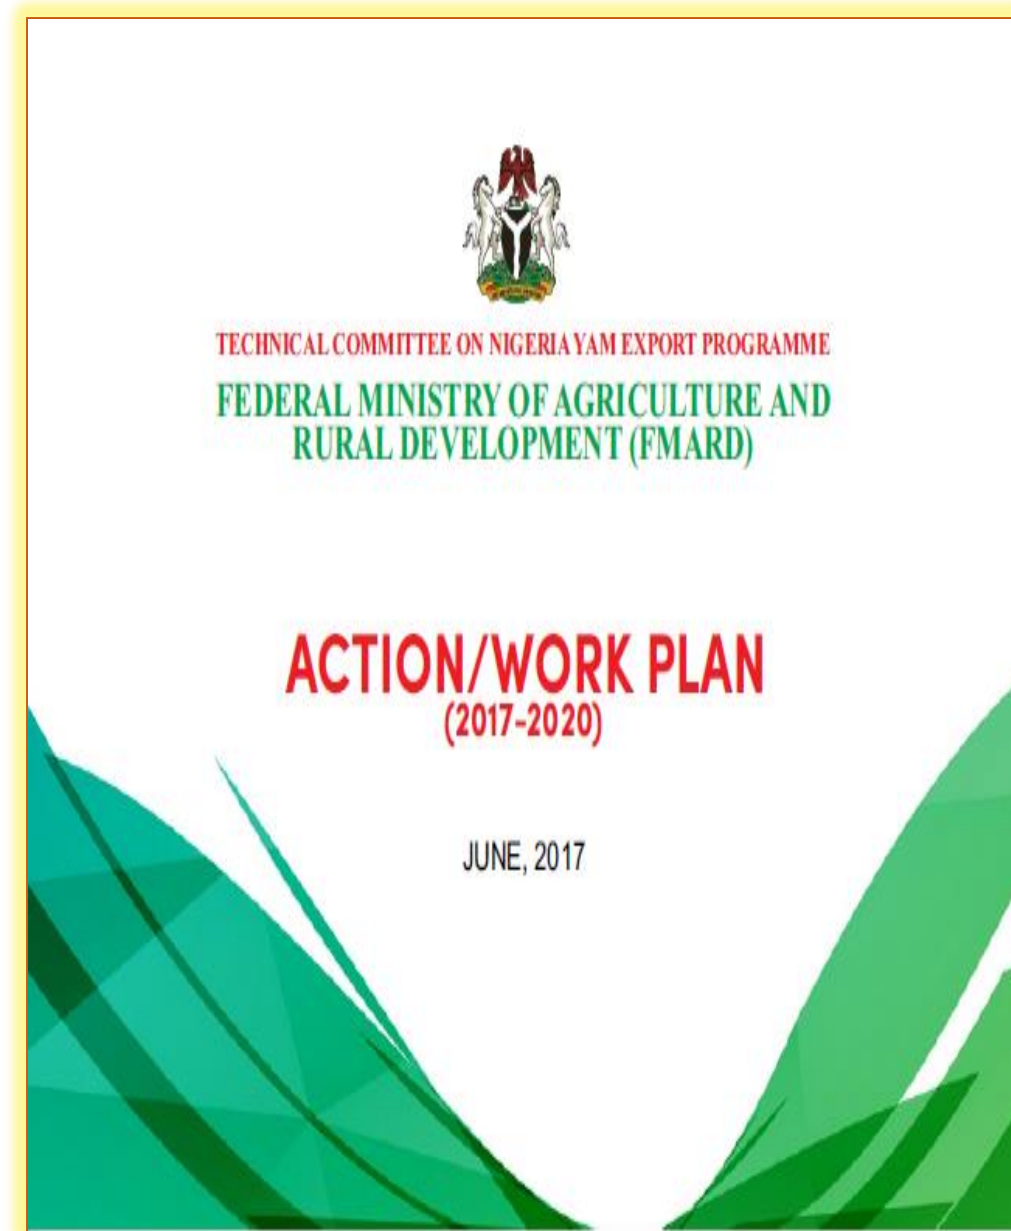 TECHNICAL COMMITTEE ON NIGERIA YAM EXPORT PROGRAMME
FEDERAL MINISTRY OF AGRICULTURE AND
RURAL DEVELOPMENT (FMARD)
ACTION/WORK PLAN
(2017-2020)
JUNE, 2017